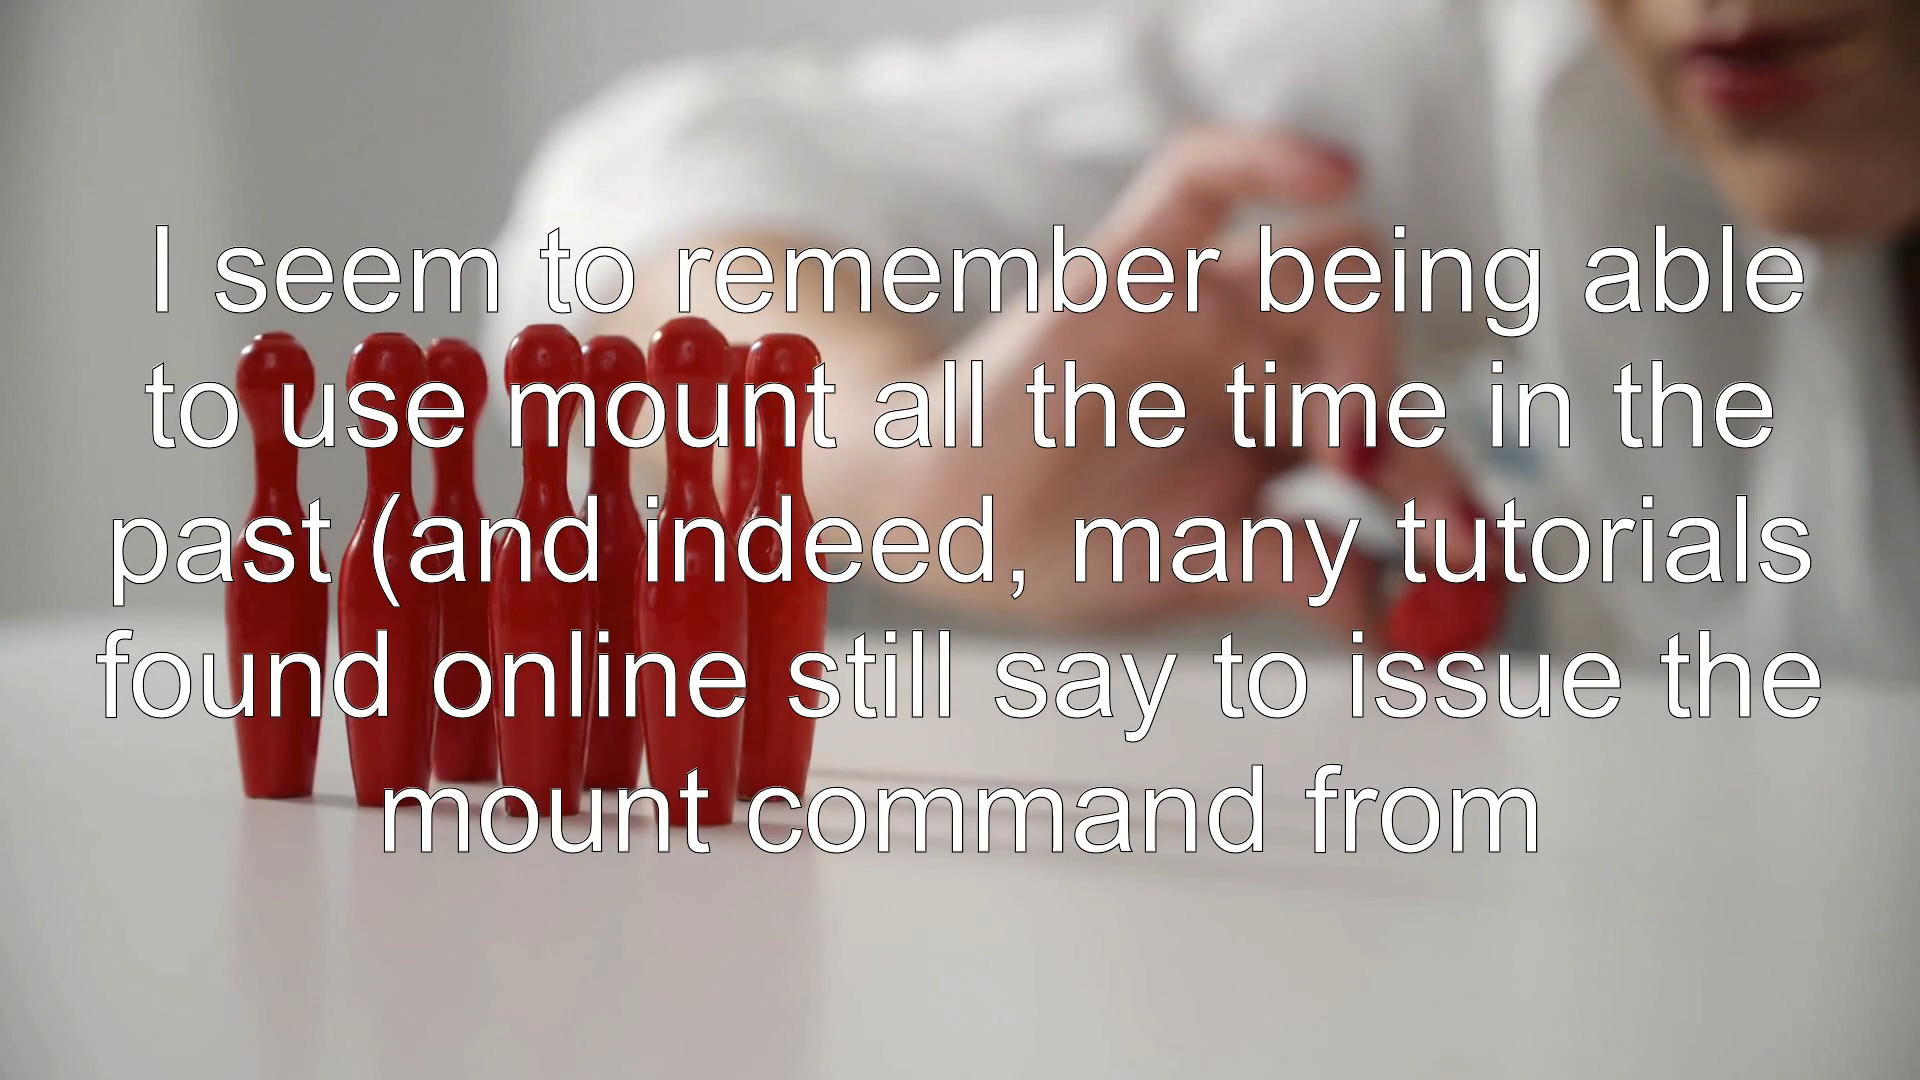 I seem to remember being able
to use mount all the time in the
past (and indeed, many tutorials
found online still say to issue the
mount command from